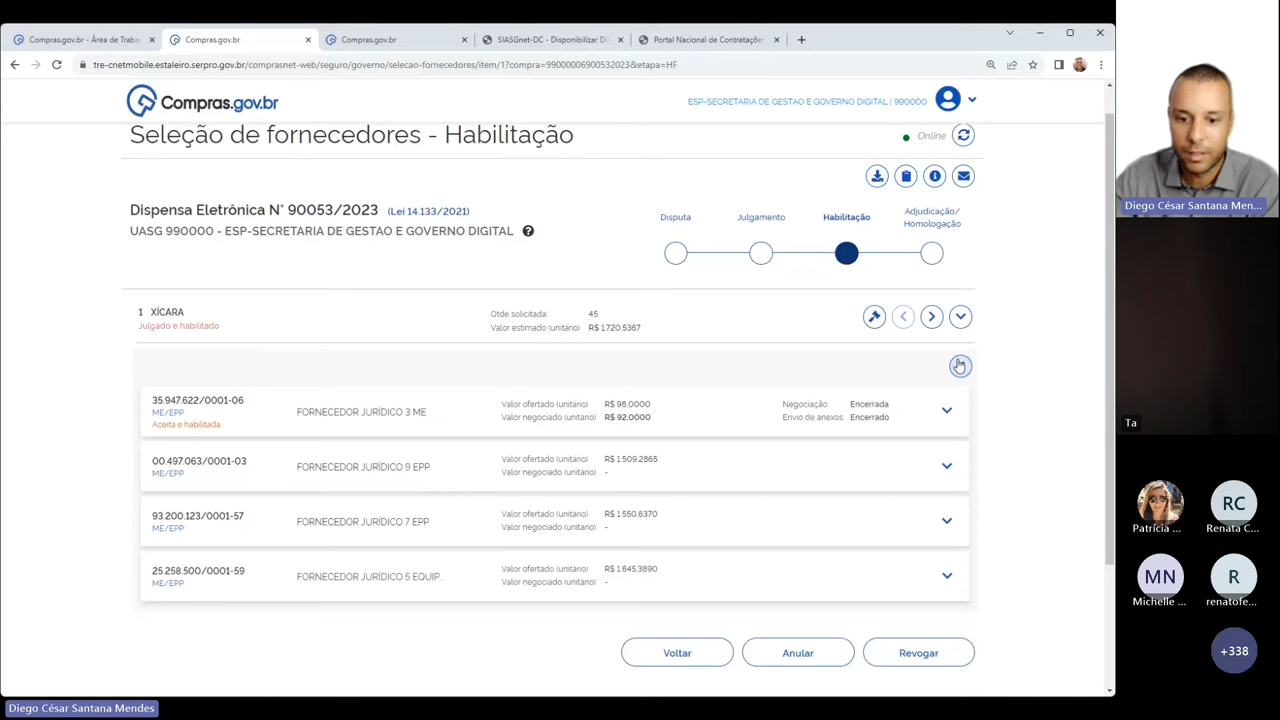 Compras.gov.br - Área de Traba
Compras.gov.br
Compras.gov.br
SIASGnet-DC - Disponibilizar Di
Portal Nacional de Contrataçõe
tre-cnetmobile.estaleiro.serpro.gov.br/comprasnet-web/seguro/governo/selecao-fornecedores/item/1?compra=99000006900532023&etapa=HF
Compras.gov.br
ESP-SECRETARIA DE GESTAO E GOVERNO DIGITAL | 990000
Seleção de fornecedores - Habilitação
Online
Dispensa Eletrônica N° 90053/2023 (Lei 14.133/2021)
UASG 990000 - ESP-SECRETARIA DE GESTAO E GOVERNO DIGITAL
Disputa
Julgamento
Habilitação
Adjudicação/
Homologação
1 XÍCARA
Julgado e habilitado
Qtde solicitada: 45
Valor estimado (unitário) R$ 1.720,5367
35.947.622/0001-06
ME/EPP
Aceita e habilitada
FORNECEDOR JURÍDICO 3 ME
Valor ofertado (unitário) R$ 98,0000
Valor negociado (unitário) R$ 92,0000
Negociação: Encerrada
Envio de anexos: Encerrado
00.497.063/0001-03
ME/EPP
FORNECEDOR JURÍDICO 9 EPP
Valor ofertado (unitário) R$ 1.509,2865
Valor negociado (unitário) -
93.200.123/0001-57
ME/EPP
FORNECEDOR JURÍDICO 7 EPP
Valor ofertado (unitário) R$ 1.550,6370
Valor negociado (unitário) -
25.258.500/0001-59
ME/EPP
FORNECEDOR JURÍDICO 5 EQUIP...
Valor ofertado (unitário) R$ 1.645,3890
Valor negociado (unitário) -
Voltar
Anular
Revogar
Diego César Santana Men...
Ta
Patrícia ...
RC
Renata C...
MN
Michelle ...
R
renatofe...
+338
Diego César Santana Mendes